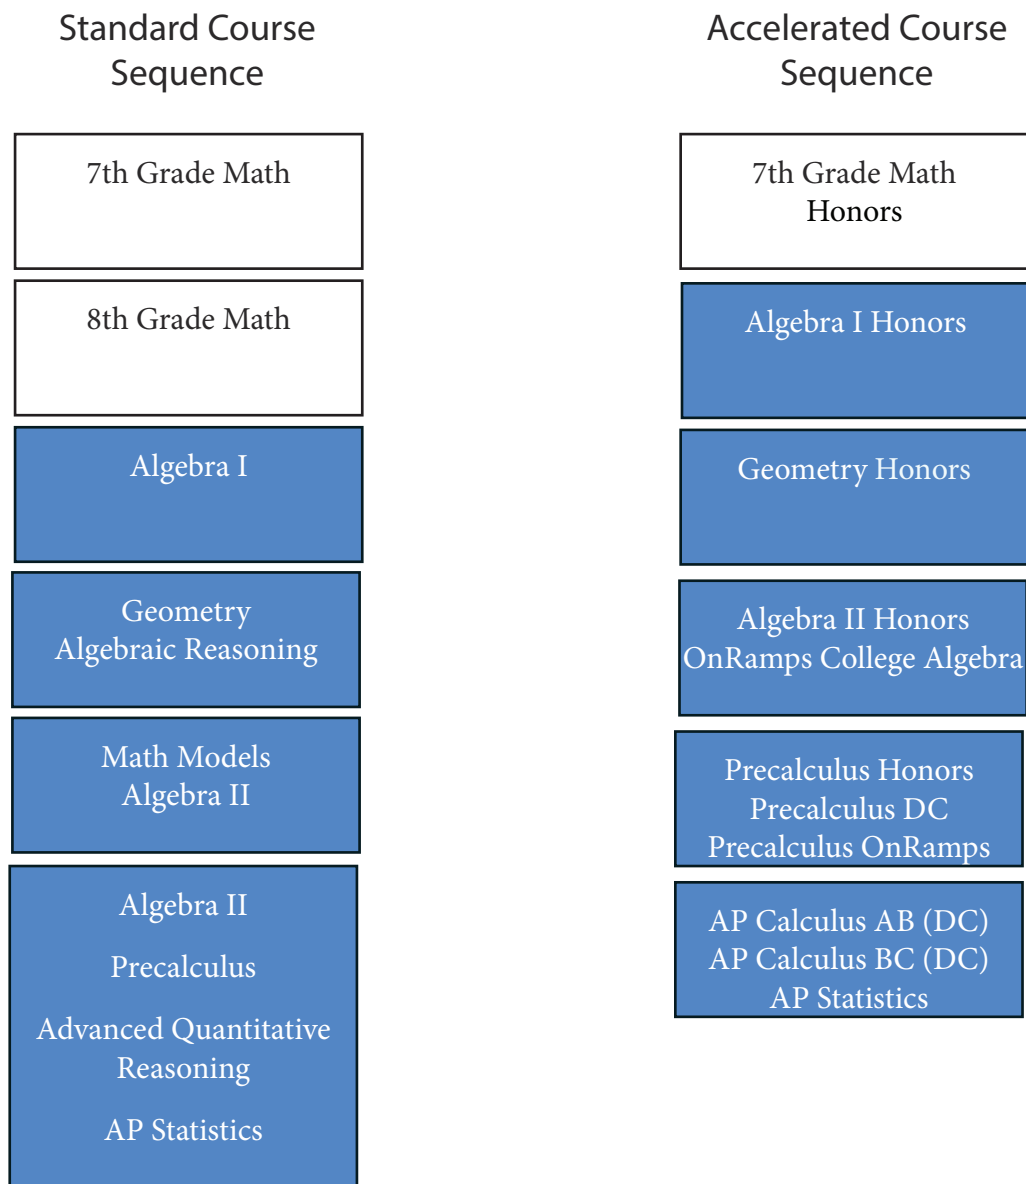 Standard Course
Sequence
7th Grade Math
8th Grade Math
Algebra I
Geometry
Algebraic Reasoning
Math Models
Algebra II
Algebra II
Precalculus
Advanced Quantitative
Reasoning
AP Statistics
Accelerated Course
Sequence
7th Grade Math
Honors
Algebra I Honors
Geometry Honors
Algebra II Honors
OnRamps College Algebra
Precalculus Honors
Precalculus DC
Precalculus OnRamps
AP Calculus AB (DC)
AP Calculus BC (DC)
AP Statistics